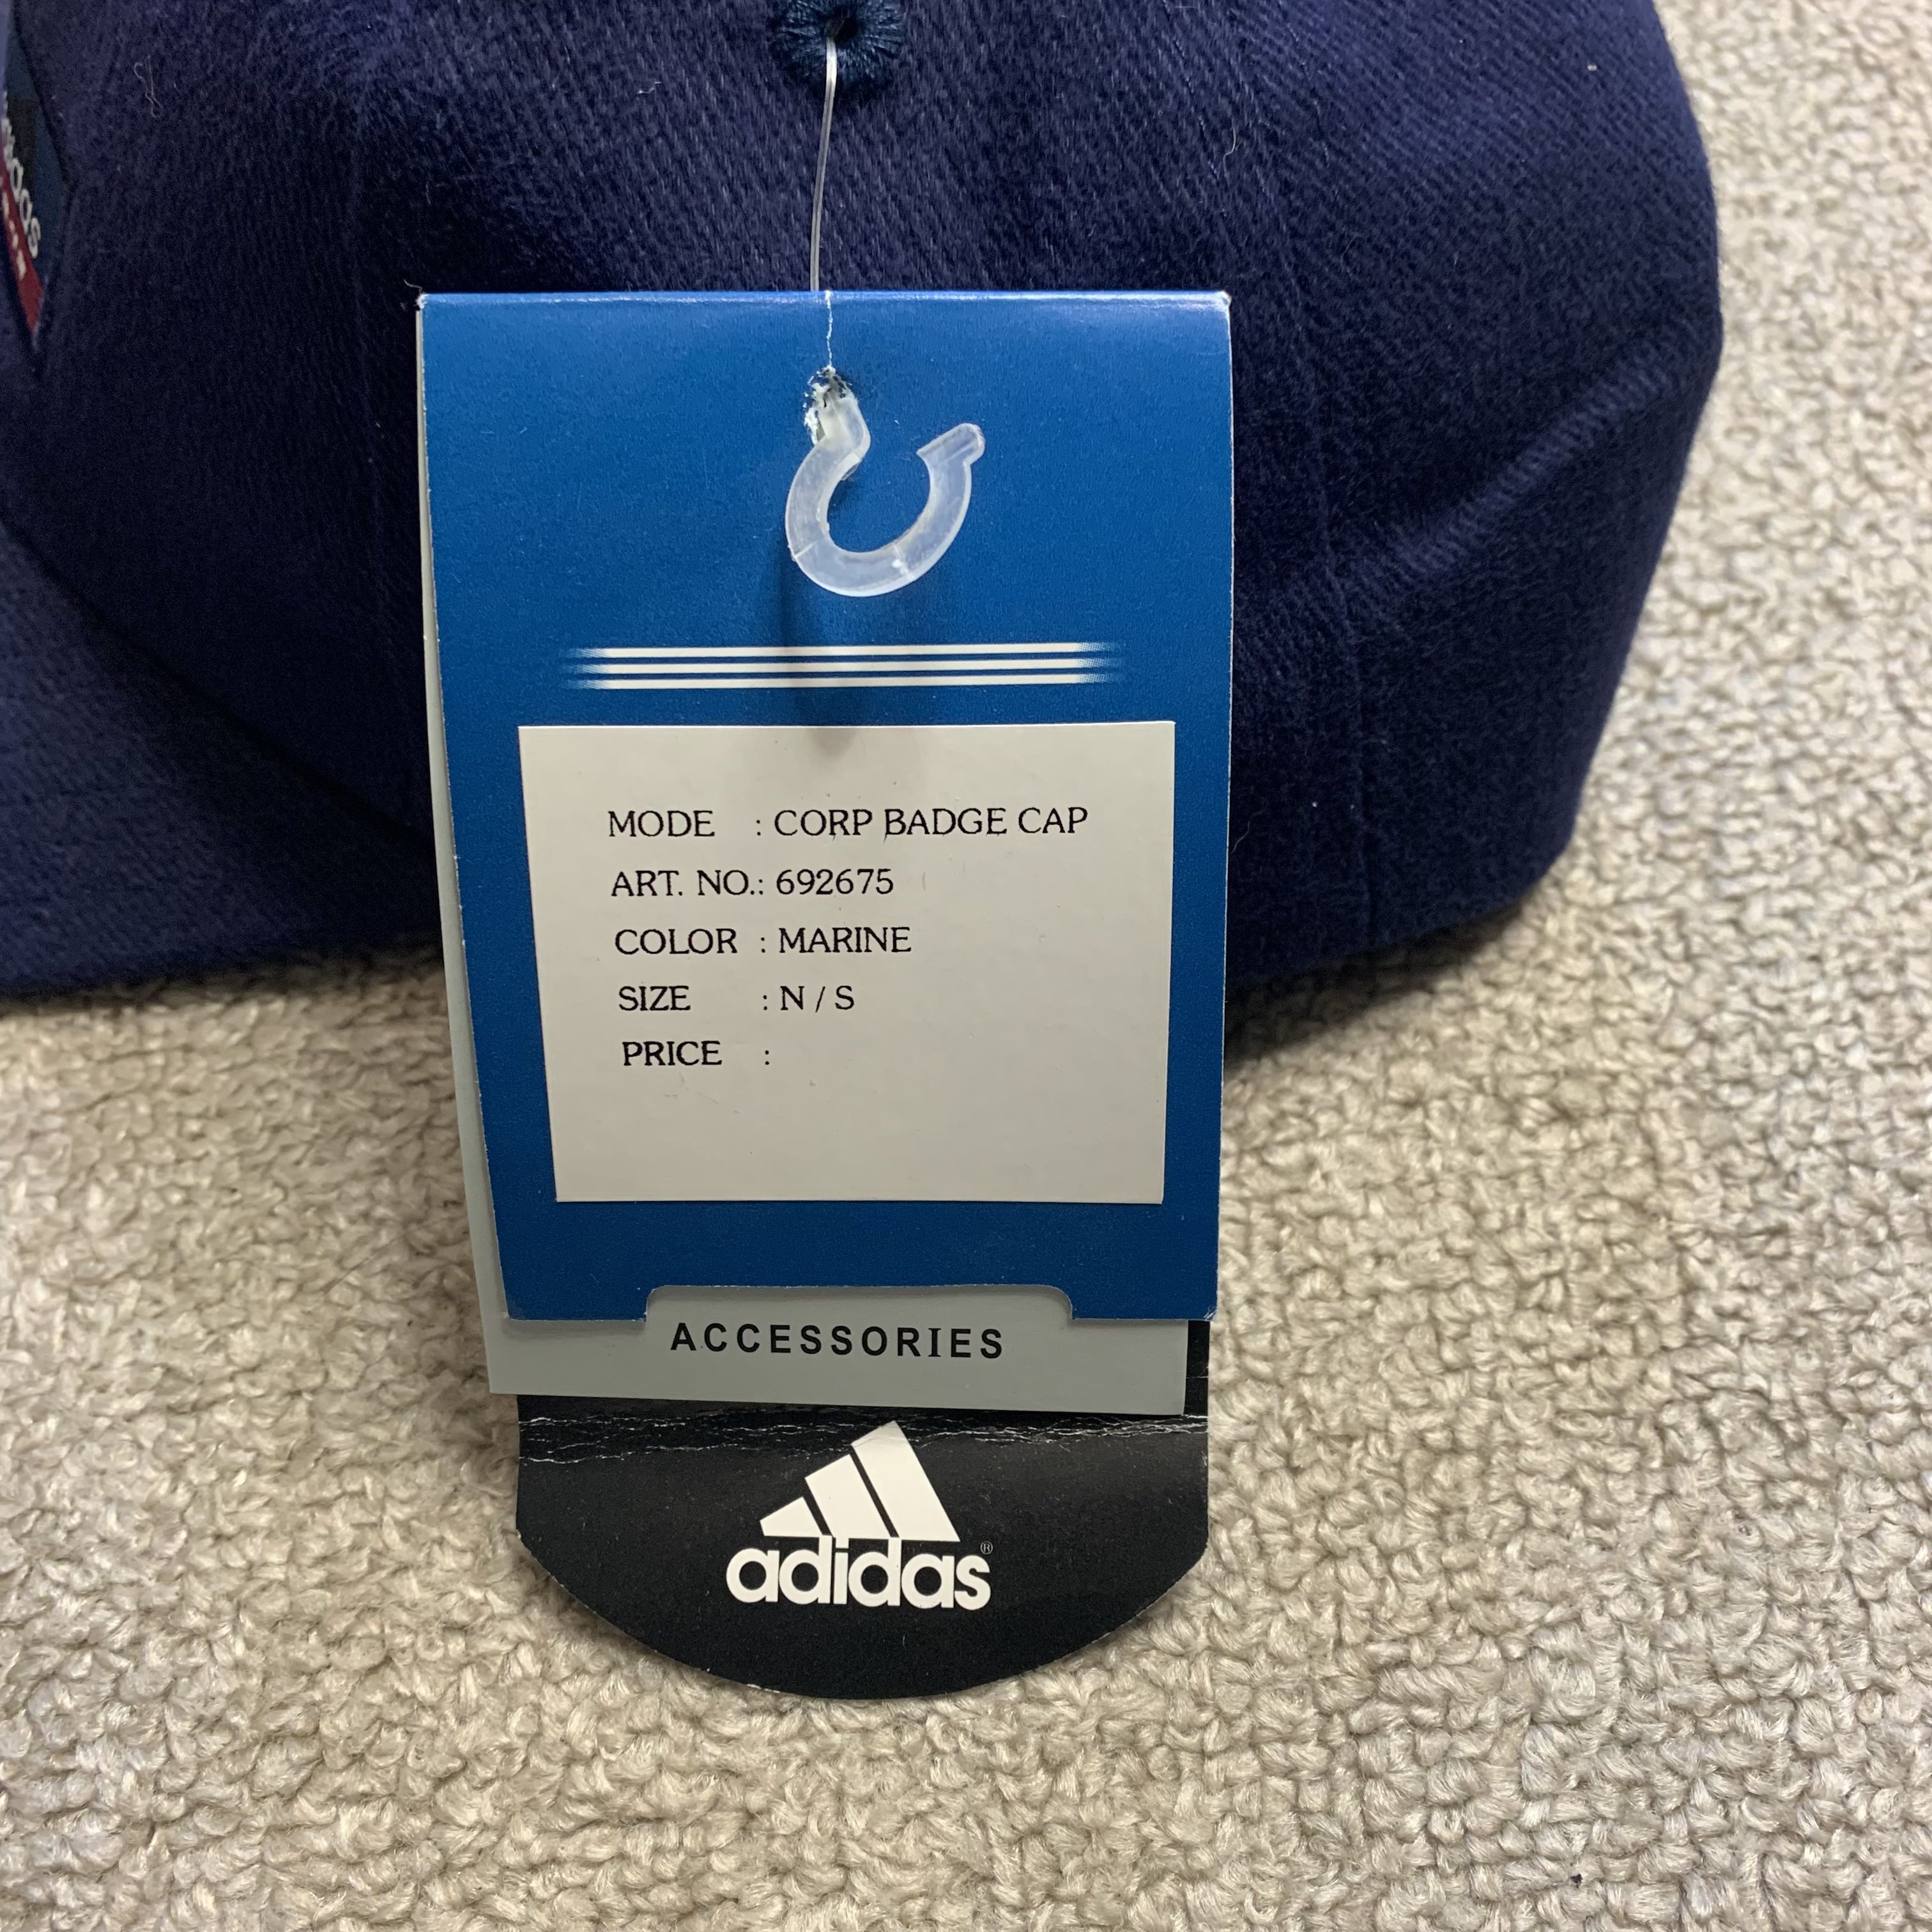 MODE : CORP BADGE CAP
ART. NO.: 692675
COLOR : MARINE
SIZE : N / S
PRICE :
ACCESSORIES
adidas®